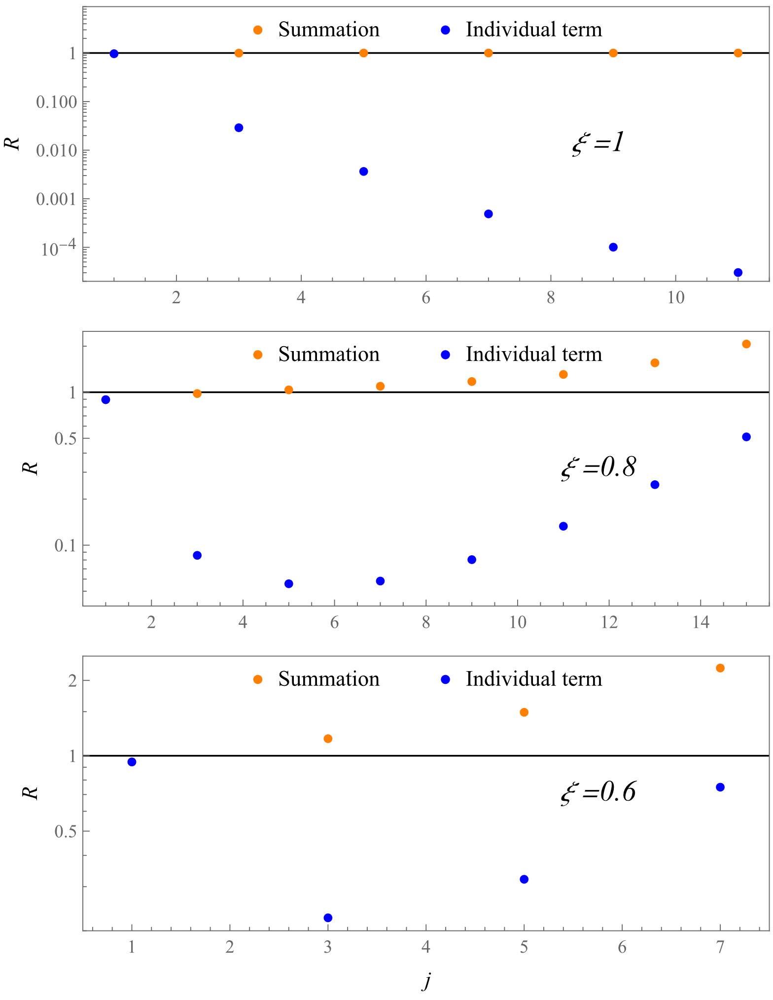 Summation Individual term
1
0.100
0.010
0.001
10⁻⁴
R
ξ=1
2 4 6 8 10
Summation Individual term
1
0.5
0.1
R
ξ=0.8
2 4 6 8 10 12 14
Summation Individual term
2
1
0.5
R
ξ=0.6
1 2 3 4 5 6 7
j